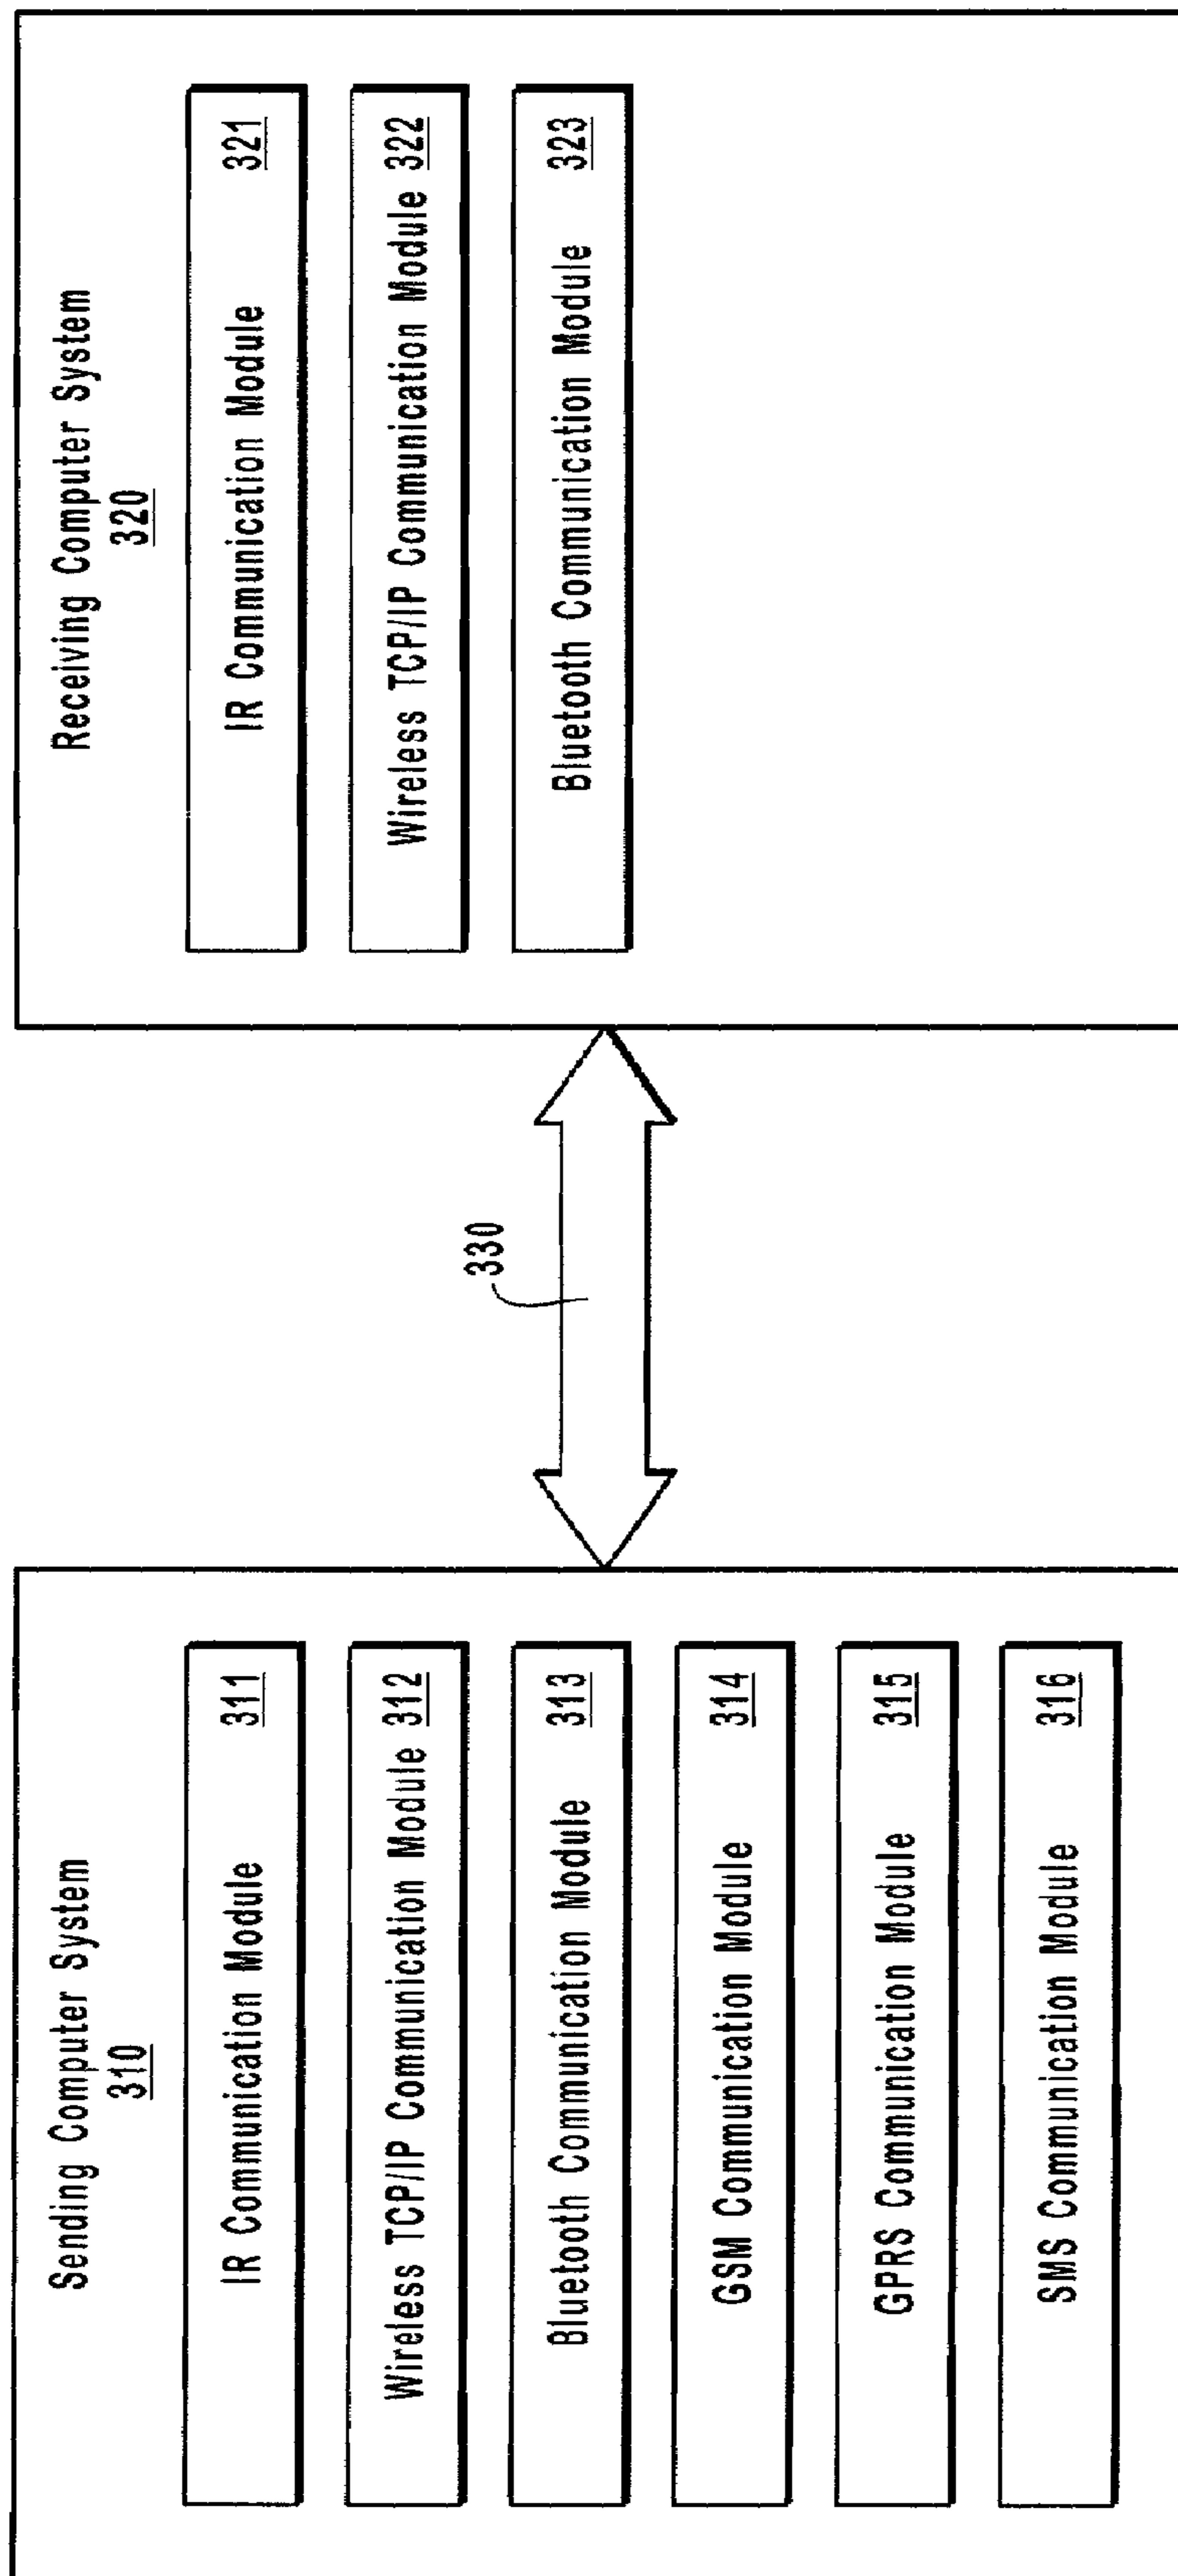 Sending Computer System
310
IR Communication Module 311
Wireless TCP/IP Communication Module 312
Bluetooth Communication Module 313
GSM Communication Module 314
GPRS Communication Module 315
SMS Communication Module 316
330
Receiving Computer System
320
IR Communication Module 321
Wireless TCP/IP Communication Module 322
Bluetooth Communication Module 323